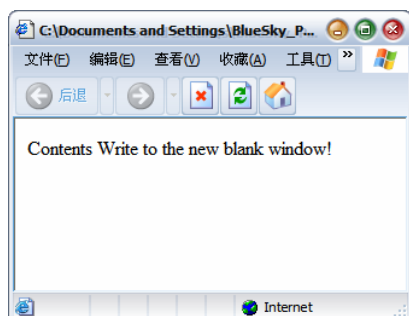 C:\Documents and Settings\BlueSky_P...
文件(F) 编辑(E) 查看(V) 收藏(A) 工具(T) »
后退
Contents Write to the new blank window!
Internet